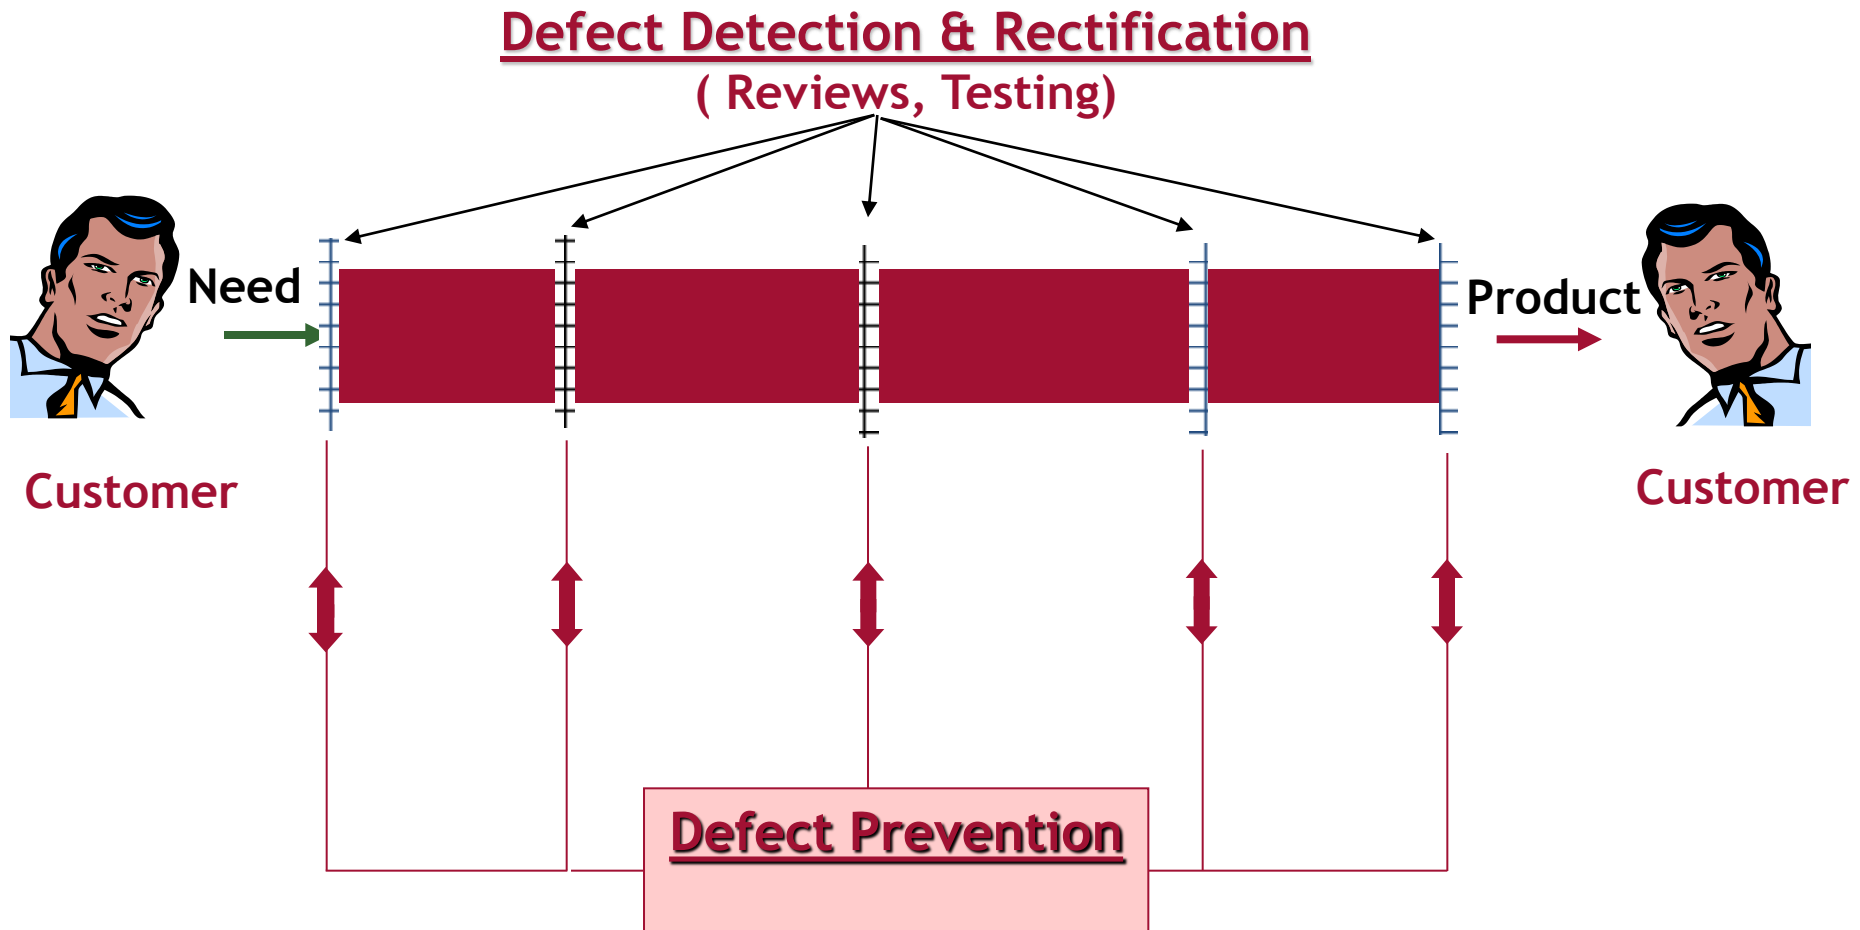 Defect Detection & Rectification
( Reviews, Testing)
Need
Product
Customer
Customer
Defect Prevention